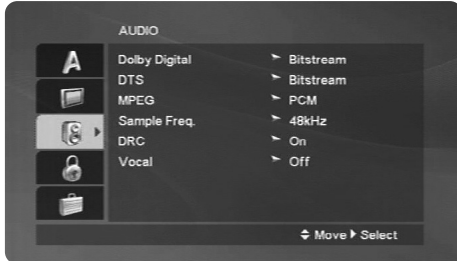 AUDIO
A
Dolby Digital Bitstream
DTS Bitstream
MPEG PCM
Sample Freq. 48kHz
DRC On
Vocal Off
Move Select